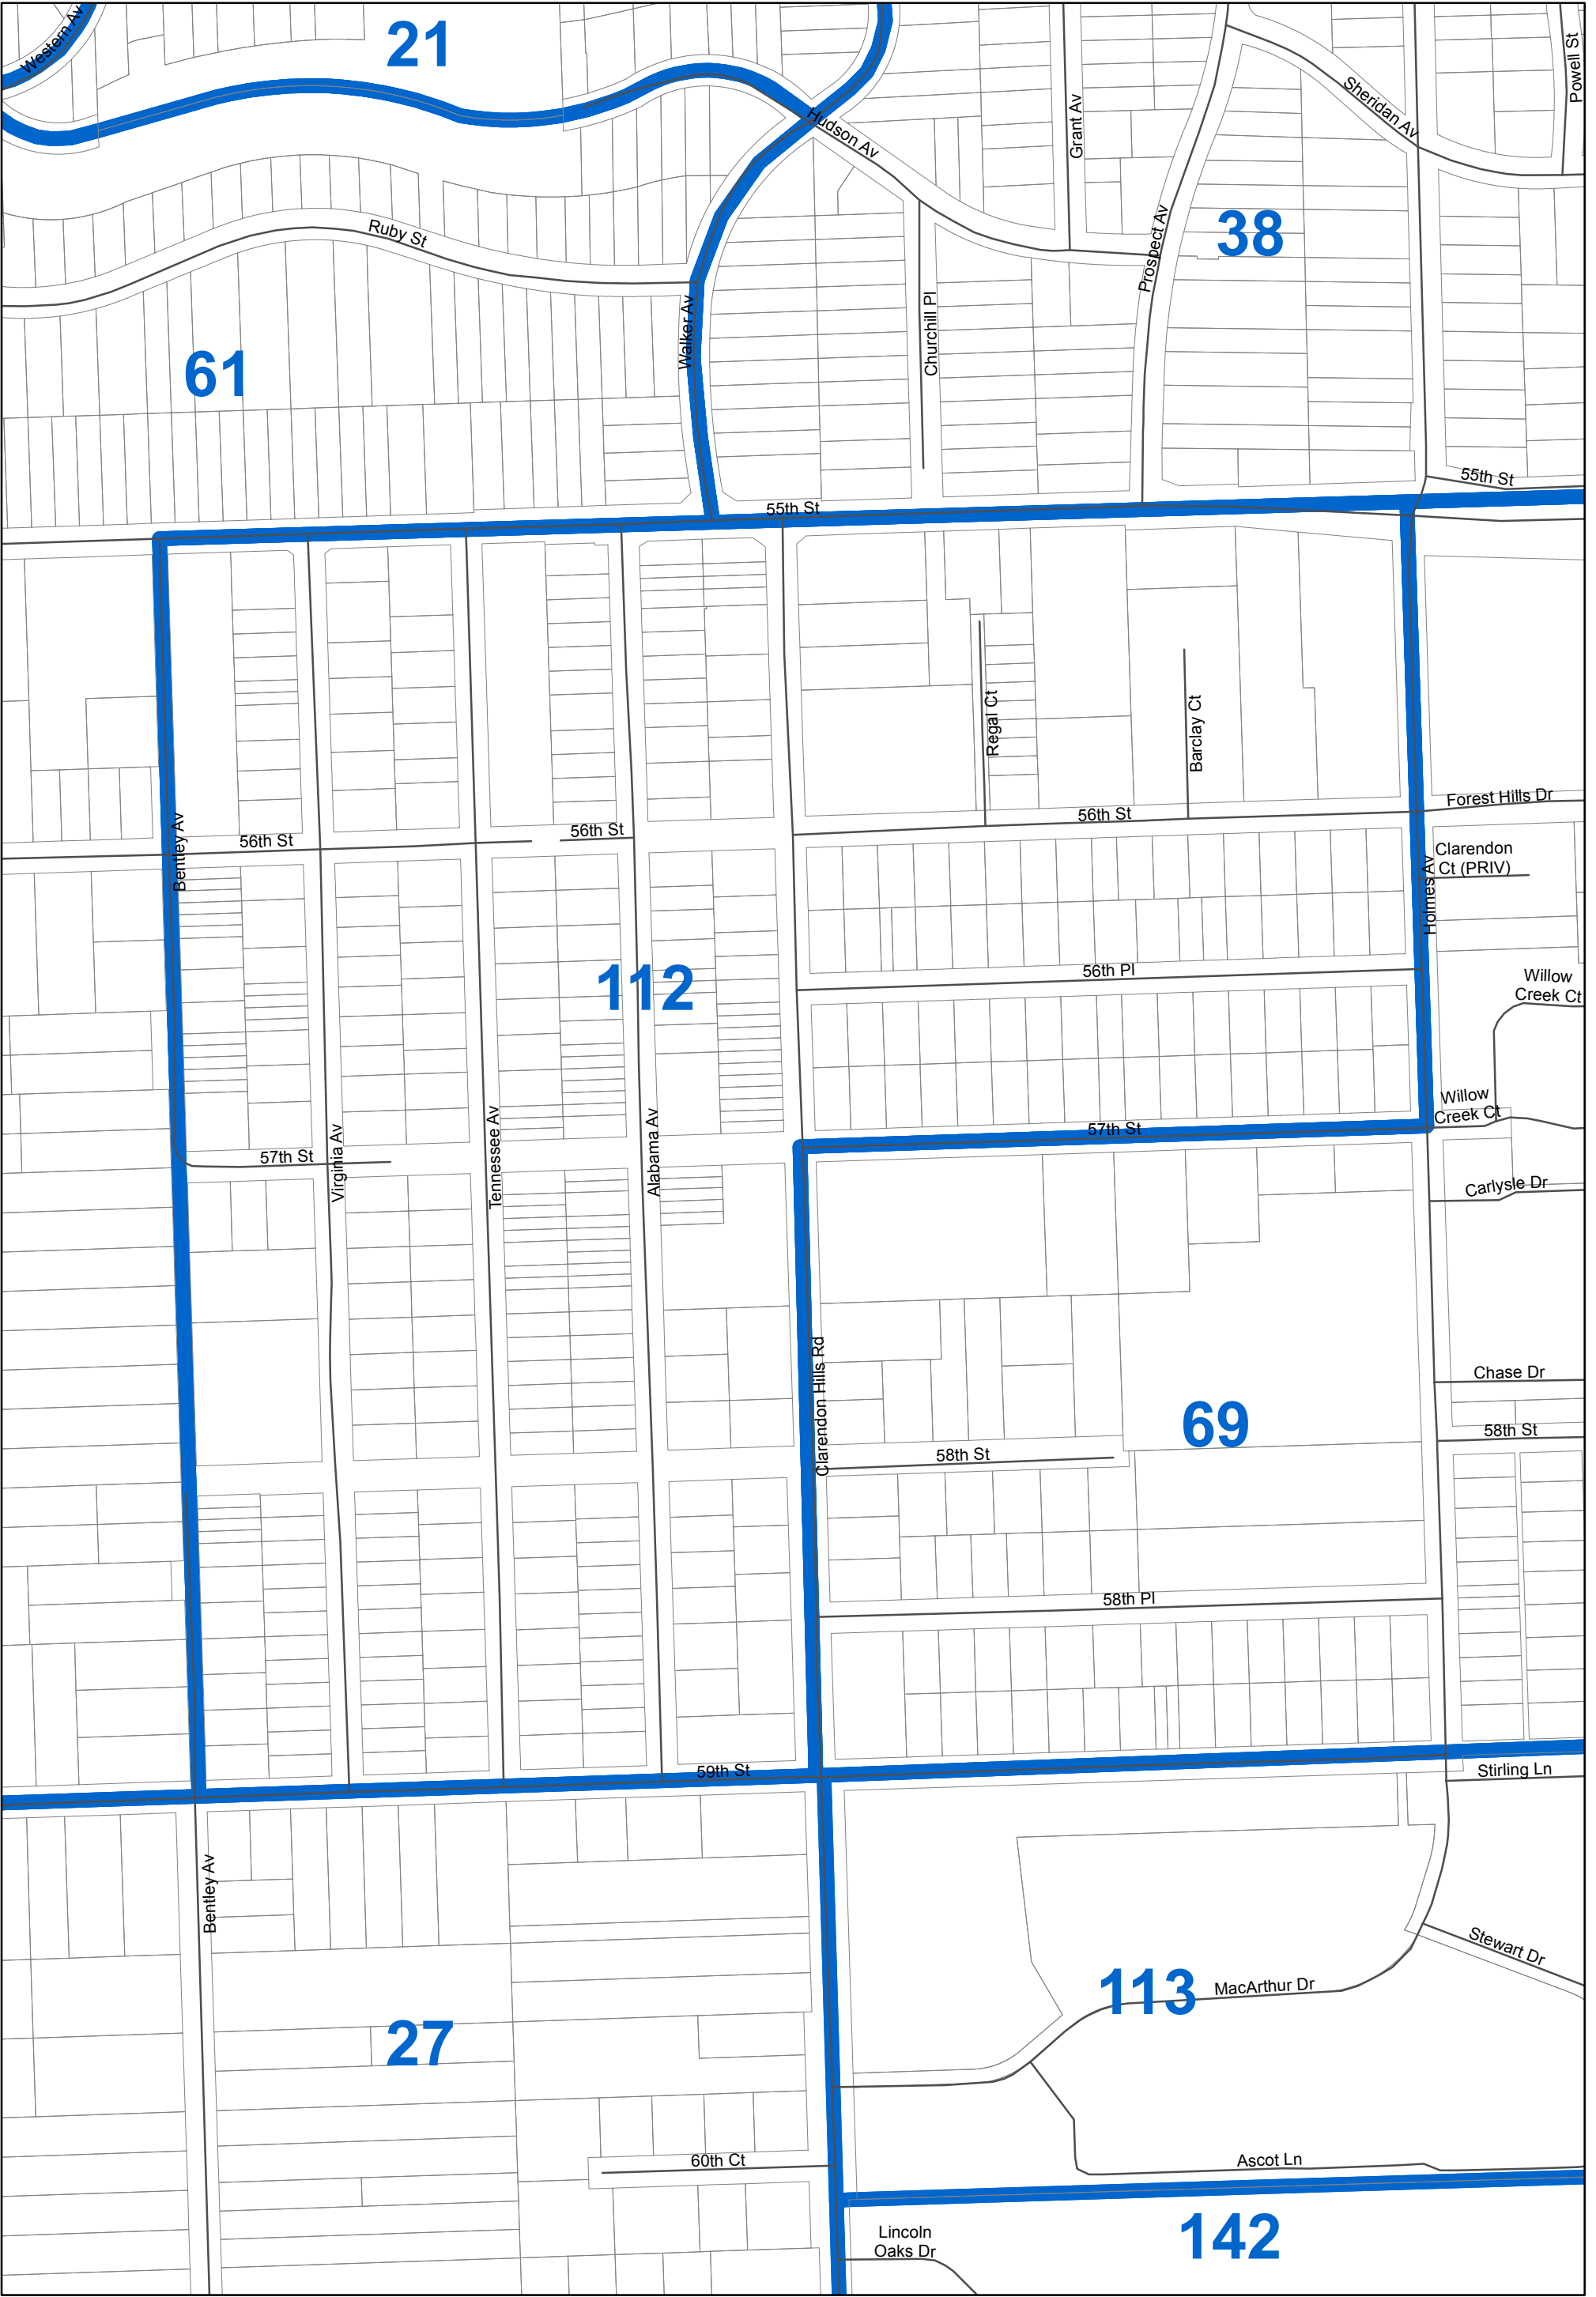 Western Av
21
Powell St
Sheridan Av
Grant Av
Hudson Av
Ruby St
Prospect Av
38
Walker Av
Churchill Pl
61
55th St
55th St
Regal Ct
Barclay Ct
Forest Hills Dr
56th St
56th St
56th St
Bentley Av
Clarendon
Ct (PRIV)
Holmes Av
56th Pl
112
Willow
Creek Ct
Willow
Creek Ct
57th St
57th St
Virginia Av
Tennessee Av
Alabama Av
Carlysle Dr
Clarendon Hills Rd
Chase Dr
69
58th St
58th St
58th Pl
59th St
Stirling Ln
Bentley Av
Stewart Dr
113
MacArthur Dr
27
60th Ct
Ascot Ln
142
Lincoln
Oaks Dr